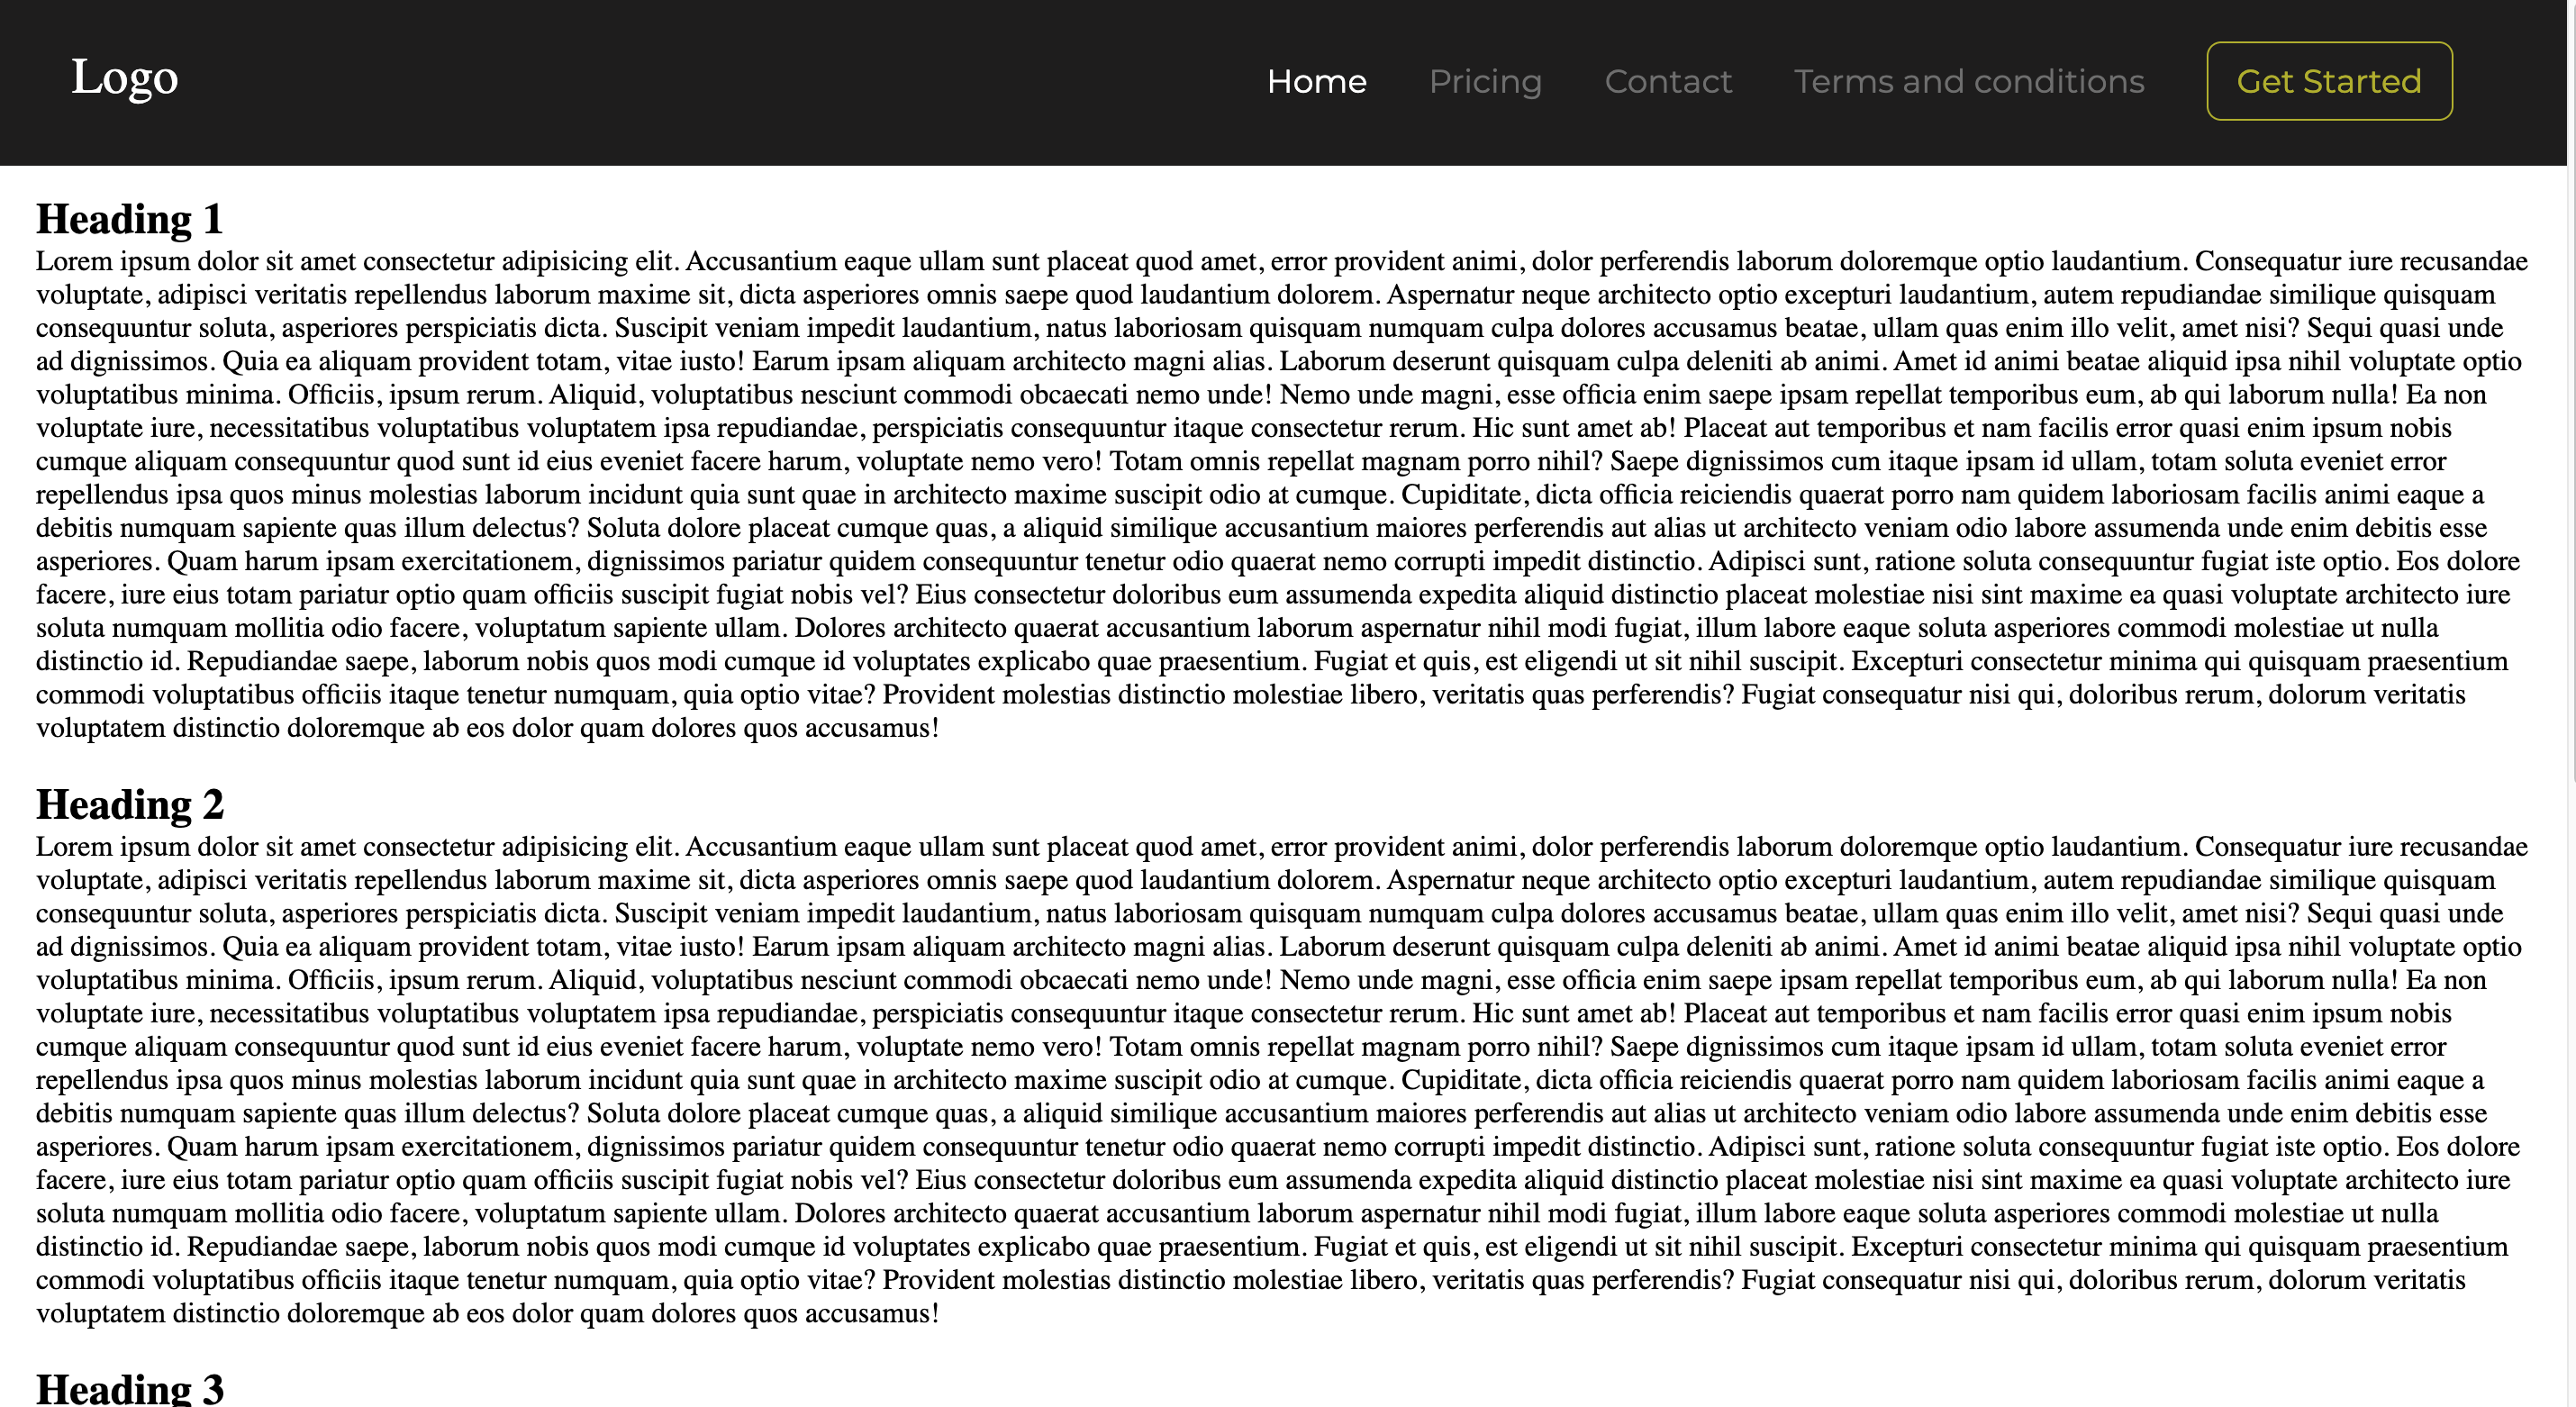 Logo
Home Pricing Contact Terms and conditions Get Started
Heading 1
Lorem ipsum dolor sit amet consectetur adipisicing elit. Accusantium eaque ullam sunt placeat quod amet, error provident animi, dolor perferendis laborum doloremque optio laudantium. Consequatur iure recusandae
voluptate, adipisci veritatis repellendus laborum maxime sit, dicta asperiores omnis saepe quod laudantium dolorem. Aspernatur neque architecto optio excepturi laudantium, autem repudiandae similique quisquam
consequuntur soluta, asperiores perspiciatis dicta. Suscipit veniam impedit laudantium, natus laboriosam quisquam numquam culpa dolores accusamus beatae, ullam quas enim illo velit, amet nisi? Sequi quasi unde
ad dignissimos. Quia ea aliquam provident totam, vitae iusto! Earum ipsam aliquam architecto magni alias. Laborum deserunt quisquam culpa deleniti ab animi. Amet id animi beatae aliquid ipsa nihil voluptate optio
voluptatibus minima. Officiis, ipsum rerum. Aliquid, voluptatibus nesciunt commodi obcaecati nemo unde! Nemo unde magni, esse officia enim saepe ipsam repellat temporibus eum, ab qui laborum nulla! Ea non
voluptate iure, necessitatibus voluptatibus voluptatem ipsa repudiandae, perspiciatis consequuntur itaque consectetur rerum. Hic sunt amet ab! Placeat aut temporibus et nam facilis error quasi enim ipsum nobis
cumque aliquam consequuntur quod sunt id eius eveniet facere harum, voluptate nemo vero! Totam omnis repellat magnam porro nihil? Saepe dignissimos cum itaque ipsam id ullam, totam soluta eveniet error
repellendus ipsa quos minus molestias laborum incidunt quia sunt quae in architecto maxime suscipit odio at cumque. Cupiditate, dicta officia reiciendis quaerat porro nam quidem laboriosam facilis animi eaque a
debitis numquam sapiente quas illum delectus? Soluta dolore placeat cumque quas, a aliquid similique accusantium maiores perferendis aut alias ut architecto veniam odio labore assumenda unde enim debitis esse
asperiores. Quam harum ipsam exercitationem, dignissimos pariatur quidem consequuntur tenetur odio quaerat nemo corrupti impedit distinctio. Adipisci sunt, ratione soluta consequuntur fugiat iste optio. Eos dolore
facere, iure eius totam pariatur optio quam officiis suscipit fugiat nobis vel? Eius consectetur doloribus eum assumenda expedita aliquid distinctio placeat molestiae nisi sint maxime ea quasi voluptate architecto iure
soluta numquam mollitia odio facere, voluptatum sapiente ullam. Dolores architecto quaerat accusantium laborum aspernatur nihil modi fugiat, illum labore eaque soluta asperiores commodi molestiae ut nulla
distinctio id. Repudiandae saepe, laborum nobis quos modi cumque id voluptates explicabo quae praesentium. Fugiat et quis, est eligendi ut sit nihil suscipit. Excepturi consectetur minima qui quisquam praesentium
commodi voluptatibus officiis itaque tenetur numquam, quia optio vitae? Provident molestias distinctio molestiae libero, veritatis quas perferendis? Fugiat consequatur nisi qui, doloribus rerum, dolorum veritatis
voluptatem distinctio doloremque ab eos dolor quam dolores quos accusamus!
Heading 2
Lorem ipsum dolor sit amet consectetur adipisicing elit. Accusantium eaque ullam sunt placeat quod amet, error provident animi, dolor perferendis laborum doloremque optio laudantium. Consequatur iure recusandae
voluptate, adipisci veritatis repellendus laborum maxime sit, dicta asperiores omnis saepe quod laudantium dolorem. Aspernatur neque architecto optio excepturi laudantium, autem repudiandae similique quisquam
consequuntur soluta, asperiores perspiciatis dicta. Suscipit veniam impedit laudantium, natus laboriosam quisquam numquam culpa dolores accusamus beatae, ullam quas enim illo velit, amet nisi? Sequi quasi unde
ad dignissimos. Quia ea aliquam provident totam, vitae iusto! Earum ipsam aliquam architecto magni alias. Laborum deserunt quisquam culpa deleniti ab animi. Amet id animi beatae aliquid ipsa nihil voluptate optio
voluptatibus minima. Officiis, ipsum rerum. Aliquid, voluptatibus nesciunt commodi obcaecati nemo unde! Nemo unde magni, esse officia enim saepe ipsam repellat temporibus eum, ab qui laborum nulla! Ea non
voluptate iure, necessitatibus voluptatibus voluptatem ipsa repudiandae, perspiciatis consequuntur itaque consectetur rerum. Hic sunt amet ab! Placeat aut temporibus et nam facilis error quasi enim ipsum nobis
cumque aliquam consequuntur quod sunt id eius eveniet facere harum, voluptate nemo vero! Totam omnis repellat magnam porro nihil? Saepe dignissimos cum itaque ipsam id ullam, totam soluta eveniet error
repellendus ipsa quos minus molestias laborum incidunt quia sunt quae in architecto maxime suscipit odio at cumque. Cupiditate, dicta officia reiciendis quaerat porro nam quidem laboriosam facilis animi eaque a
debitis numquam sapiente quas illum delectus? Soluta dolore placeat cumque quas, a aliquid similique accusantium maiores perferendis aut alias ut architecto veniam odio labore assumenda unde enim debitis esse
asperiores. Quam harum ipsam exercitationem, dignissimos pariatur quidem consequuntur tenetur odio quaerat nemo corrupti impedit distinctio. Adipisci sunt, ratione soluta consequuntur fugiat iste optio. Eos dolore
facere, iure eius totam pariatur optio quam officiis suscipit fugiat nobis vel? Eius consectetur doloribus eum assumenda expedita aliquid distinctio placeat molestiae nisi sint maxime ea quasi voluptate architecto iure
soluta numquam mollitia odio facere, voluptatum sapiente ullam. Dolores architecto quaerat accusantium laborum aspernatur nihil modi fugiat, illum labore eaque soluta asperiores commodi molestiae ut nulla
distinctio id. Repudiandae saepe, laborum nobis quos modi cumque id voluptates explicabo quae praesentium. Fugiat et quis, est eligendi ut sit nihil suscipit. Excepturi consectetur minima qui quisquam praesentium
commodi voluptatibus officiis itaque tenetur numquam, quia optio vitae? Provident molestias distinctio molestiae libero, veritatis quas perferendis? Fugiat consequatur nisi qui, doloribus rerum, dolorum veritatis
voluptatem distinctio doloremque ab eos dolor quam dolores quos accusamus!
Heading 3